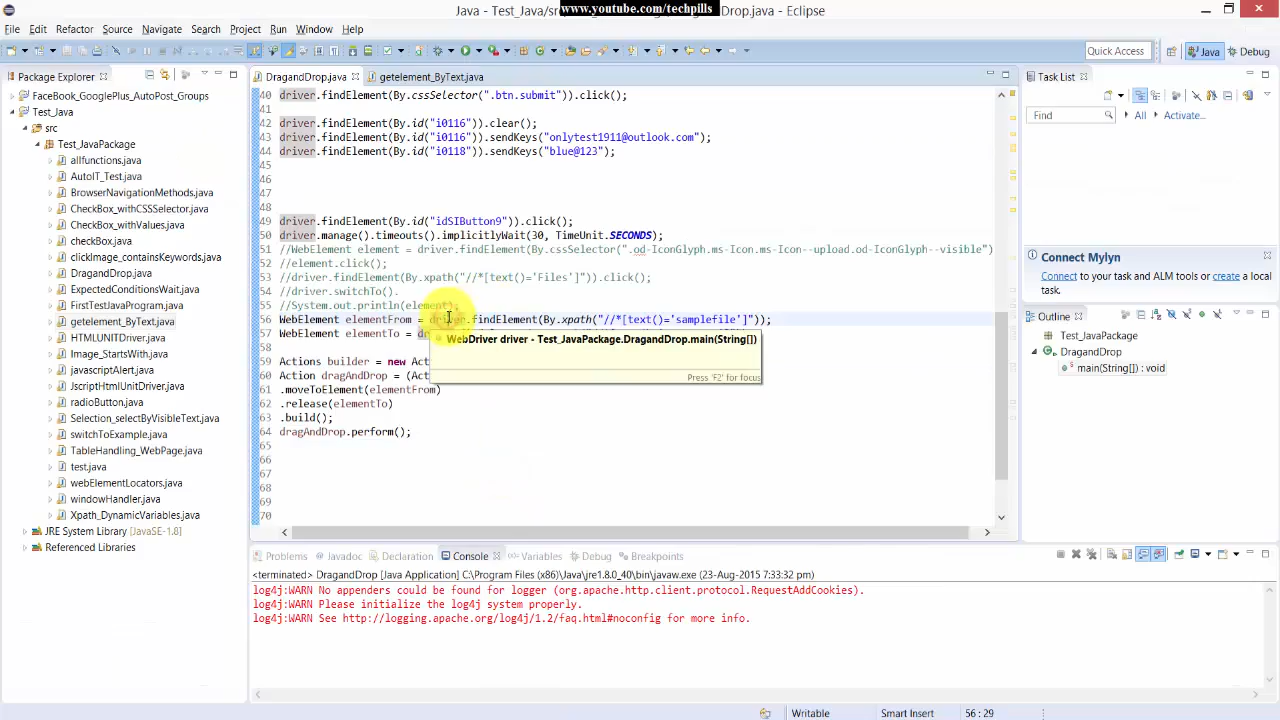 Java - Test_Java/src
www.youtube.com/techpills
Drop.java - Eclipse
File Edit Refactor Source Navigate Search Project Run Window Help
Quick Access
Java
Debug
Package Explorer
FaceBook_GooglePlus_AutoPost_Groups
Test_Java
src
Test_JavaPackage
allfunctions.java
AutoIT_Test.java
BrowserNavigationMethods.java
CheckBox_withCSSSelector.java
CheckBox_withValues.java
checkBox.java
clickImage_containsKeywords.java
DragandDrop.java
ExpectedConditionsWait.java
FirstTestJavaProgram.java
getelement_ByText.java
HTMLUNITDriver.java
Image_StartsWith.java
javascriptAlert.java
JscriptHtmlUnitDriver.java
radioButton.java
Selection_selectByVisibleText.java
switchToExample.java
TableHandling_WebPage.java
test.java
webElementLocators.java
windowHandler.java
Xpath_DynamicVariables.java
JRE System Library [JavaSE-1.8]
Referenced Libraries
DragandDrop.java
getelement_ByText.java
40 driver.findElement(By.cssSelector(".btn.submit")).click();
41
42 driver.findElement(By.id("i0116")).clear();
43 driver.findElement(By.id("i0116")).sendKeys("onlytest1911@outlook.com");
44 driver.findElement(By.id("i0118")).sendKeys("blue@123");
45
46
47
48
49 driver.findElement(By.id("idSIButton9")).click();
50 driver.manage().timeouts().implicitlyWait(30, TimeUnit.SECONDS);
51 //WebElement element = driver.findElement(By.cssSelector(".od-IconGlyph.ms-Icon.ms-Icon--upload.od-IconGlyph--visible")
52 //element.click();
53 //driver.findElement(By.xpath("//*[text()='Files']")).click();
54 //driver.switchTo().
55 //System.out.println(element);
56 WebElement elementFrom = driver.findElement(By.xpath("//*[text()='samplefile']"));
57 WebElement elementTo =
WebDriver driver - Test_JavaPackage.DragandDrop.main(String[])
Press 'F2' for focus
59 Actions builder = new
60 Action dragAndDrop = (Act
61 .moveToElement(elementFrom)
62 .release(elementTo)
63 .build();
64 dragAndDrop.perform();
65
66
67
68
69
70
Task List
Find
All
Activate...
Connect Mylyn
Connect to your task and ALM tools or create a local task.
Outline
Test_JavaPackage
DragandDrop
main(String[]) : void
Problems Javadoc Declaration Console Variables Debug Breakpoints
<terminated> DragandDrop [Java Application] C:\Program Files (x86)\Java\jre1.8.0_40\bin\javaw.exe (23-Aug-2015 7:33:32 pm)
log4j:WARN No appenders could be found for logger (org.apache.http.client.protocol.RequestAddCookies).
log4j:WARN Please initialize the log4j system properly.
log4j:WARN See http://logging.apache.org/log4j/1.2/faq.html#noconfig for more info.
Writable
Smart Insert
56 : 29